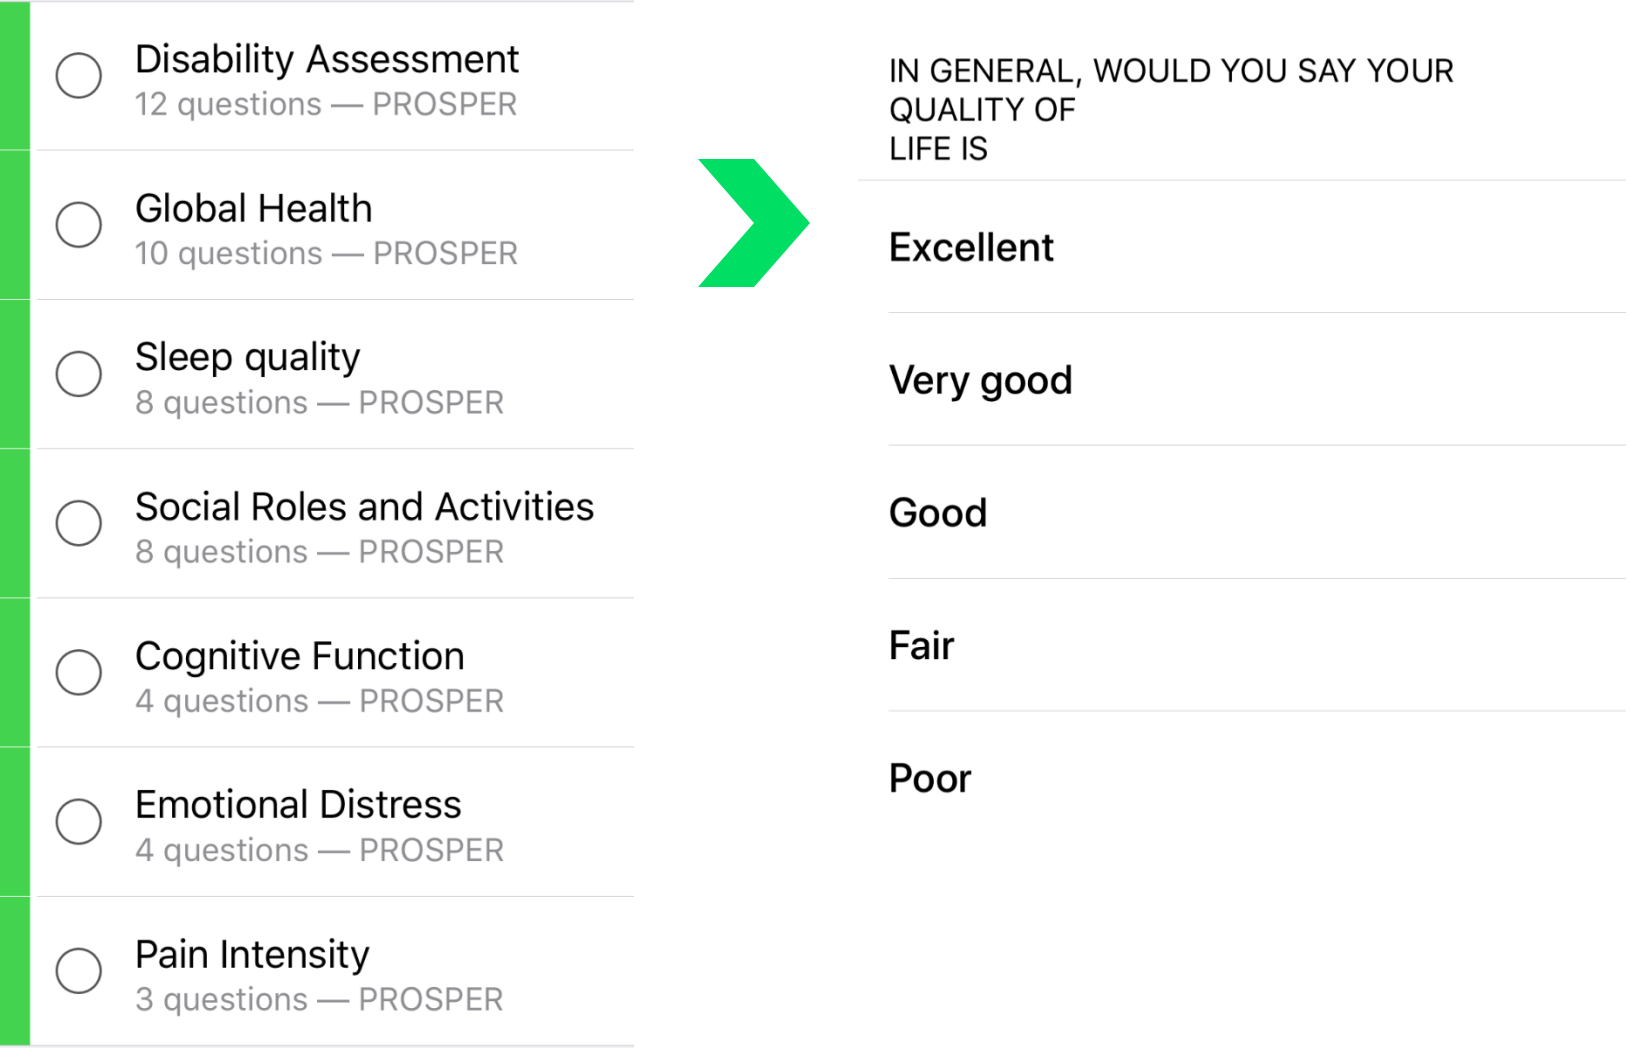 Disability Assessment
12 questions — PROSPER
Global Health
10 questions — PROSPER
Sleep quality
8 questions — PROSPER
Social Roles and Activities
8 questions — PROSPER
Cognitive Function
4 questions — PROSPER
Emotional Distress
4 questions — PROSPER
Pain Intensity
3 questions — PROSPER
IN GENERAL, WOULD YOU SAY YOUR
QUALITY OF
LIFE IS
Excellent
Very good
Good
Fair
Poor